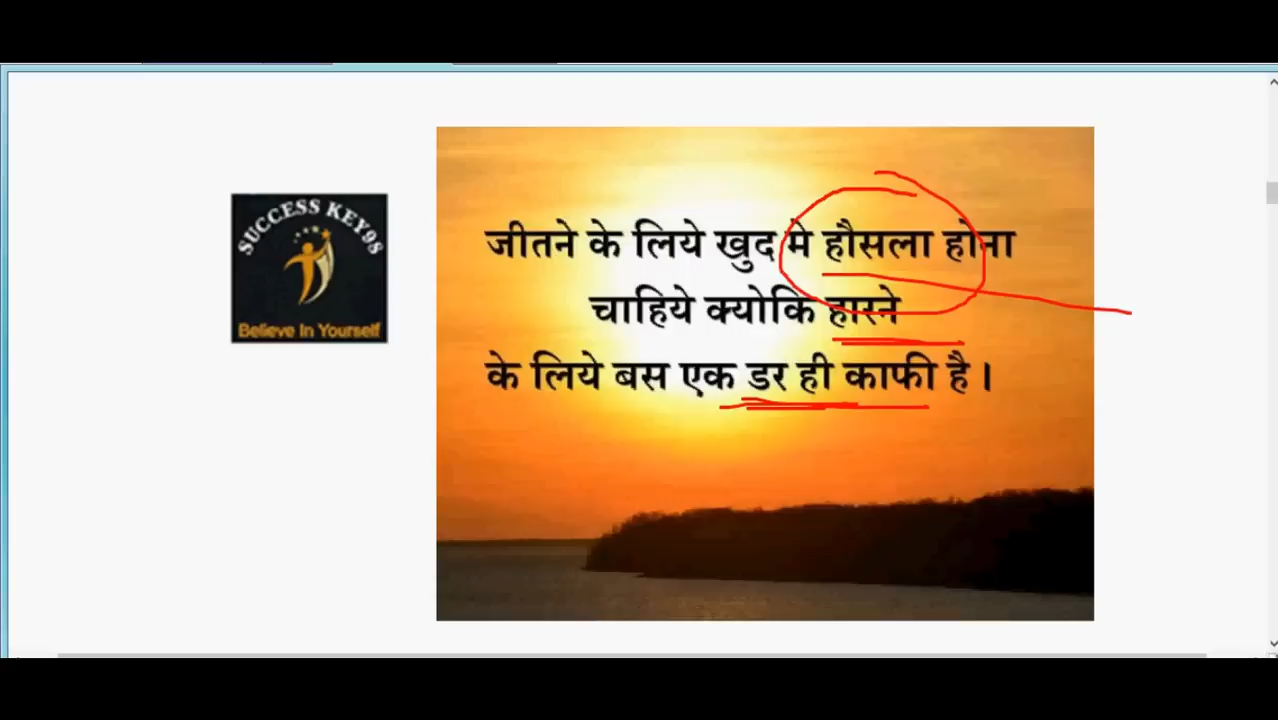 SUCCESS KEY98
Believe In Yourself
जीतने के लिये खुद मे हौसला होना
चाहिये क्योकि हारने
के लिये बस एक डर ही काफी है।